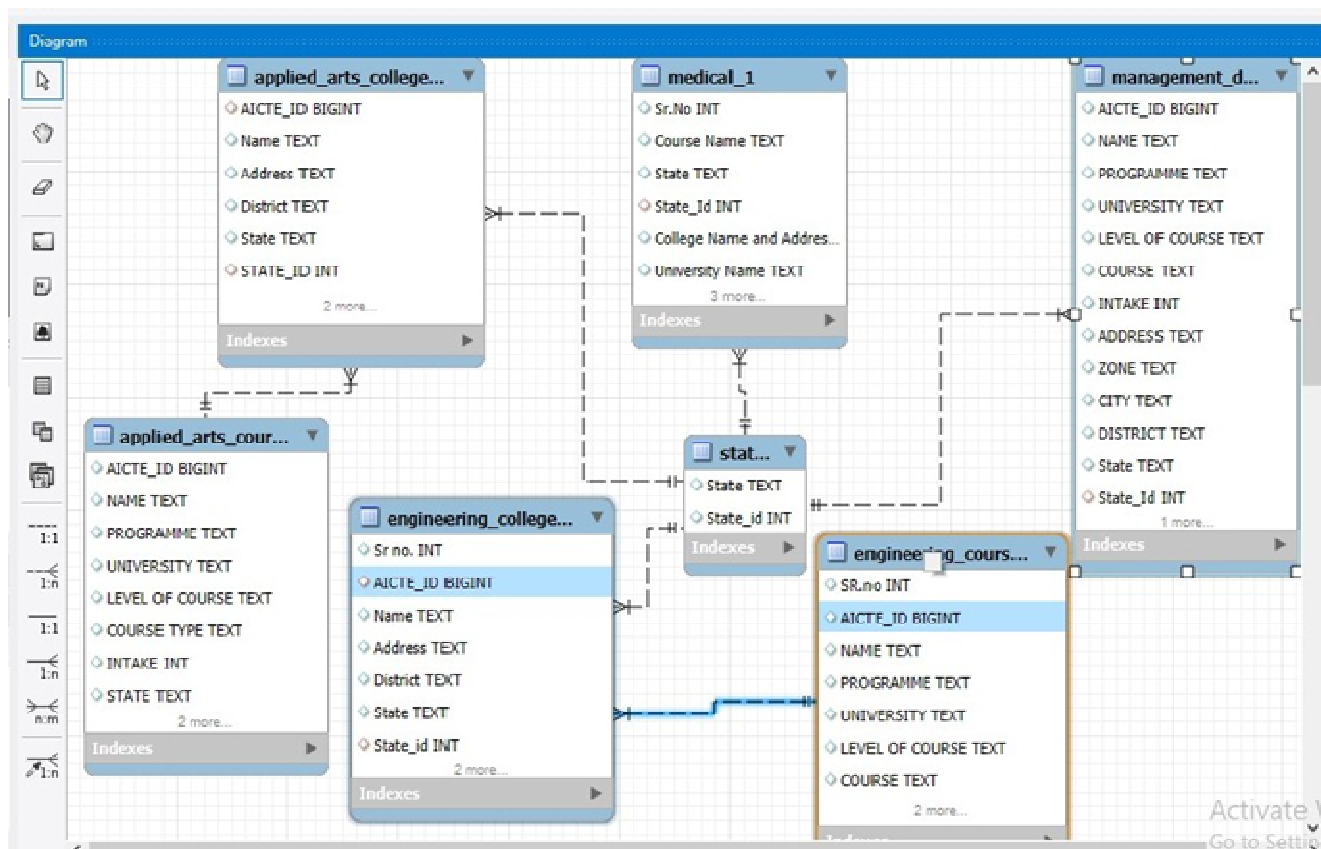 Diagram
applied_arts_college...
AICTE_ID BIGINT
Name TEXT
Address TEXT
District TEXT
State TEXT
STATE_ID INT
2 more...
Indexes
medical_1
Sr.No INT
Course Name TEXT
State TEXT
State_Id INT
College Name and Addres...
University Name TEXT
3 more...
Indexes
management_d...
AICTE_ID BIGINT
NAME TEXT
PROGRAMME TEXT
UNIVERSITY TEXT
LEVEL OF COURSE TEXT
COURSE TEXT
INTAKE INT
ADDRESS TEXT
ZONE TEXT
CITY TEXT
DISTRICT TEXT
State TEXT
State_Id INT
1 more...
Indexes
applied_arts_cour...
AICTE_ID BIGINT
NAME TEXT
PROGRAMME TEXT
UNIVERSITY TEXT
LEVEL OF COURSE TEXT
COURSE TYPE TEXT
INTAKE INT
STATE TEXT
2 more...
Indexes
stat...
State TEXT
State_id INT
Indexes
engineering_college...
Sr no. INT
AICTE_ID BIGINT
Name TEXT
Address TEXT
District TEXT
State TEXT
State_id INT
2 more...
Indexes
engineering_cours...
SR.no INT
AICTE_ID BIGINT
NAME TEXT
PROGRAMME TEXT
UNIVERSITY TEXT
LEVEL OF COURSE TEXT
COURSE TEXT
2 more...
Indexes
1:1
1:n
1:1
1:n
n:m
1:n
Activate
Go to Settin